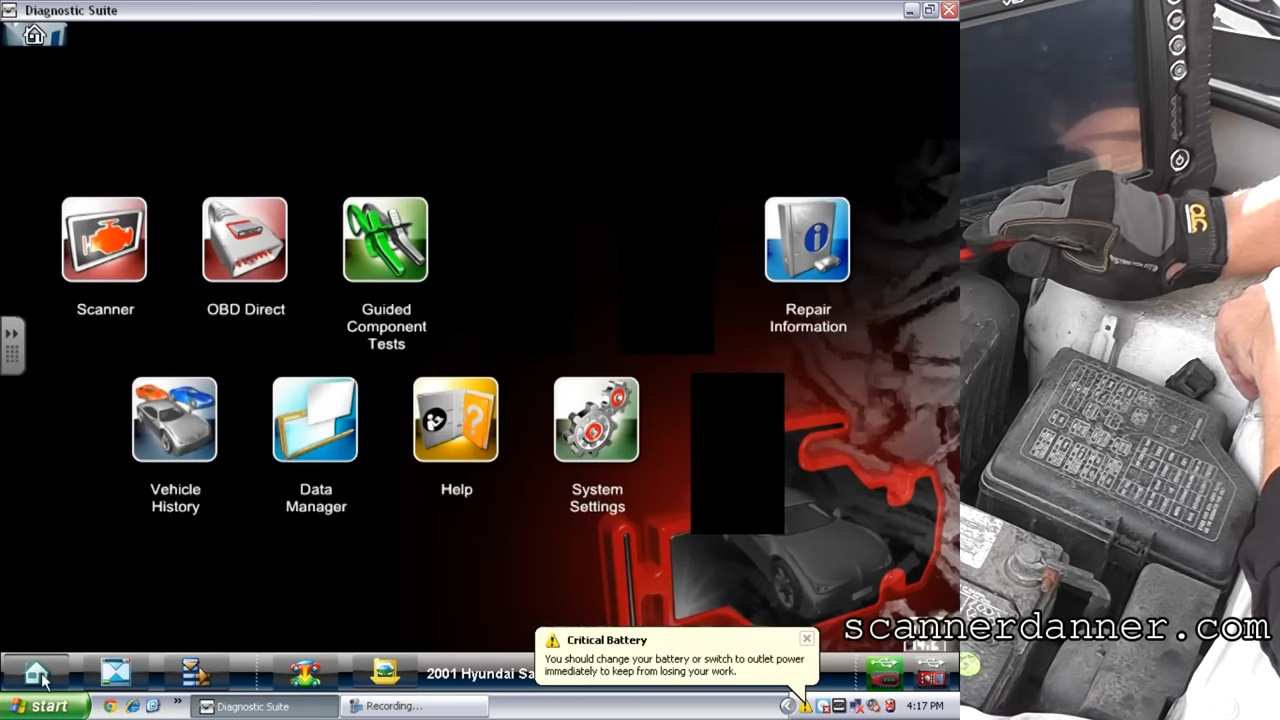 Diagnostic Suite
Scanner
OBD Direct
Guided
Component
Tests
Repair
Information
Vehicle
History
Data
Manager
Help
System
Settings
CLC
Critical Battery
You should change your battery or switch to outlet power
immediately to keep from losing your work.
scannerdanner.com
2001 Hyundai Sa
start
Diagnostic Suite
Recording...
4:17 PM